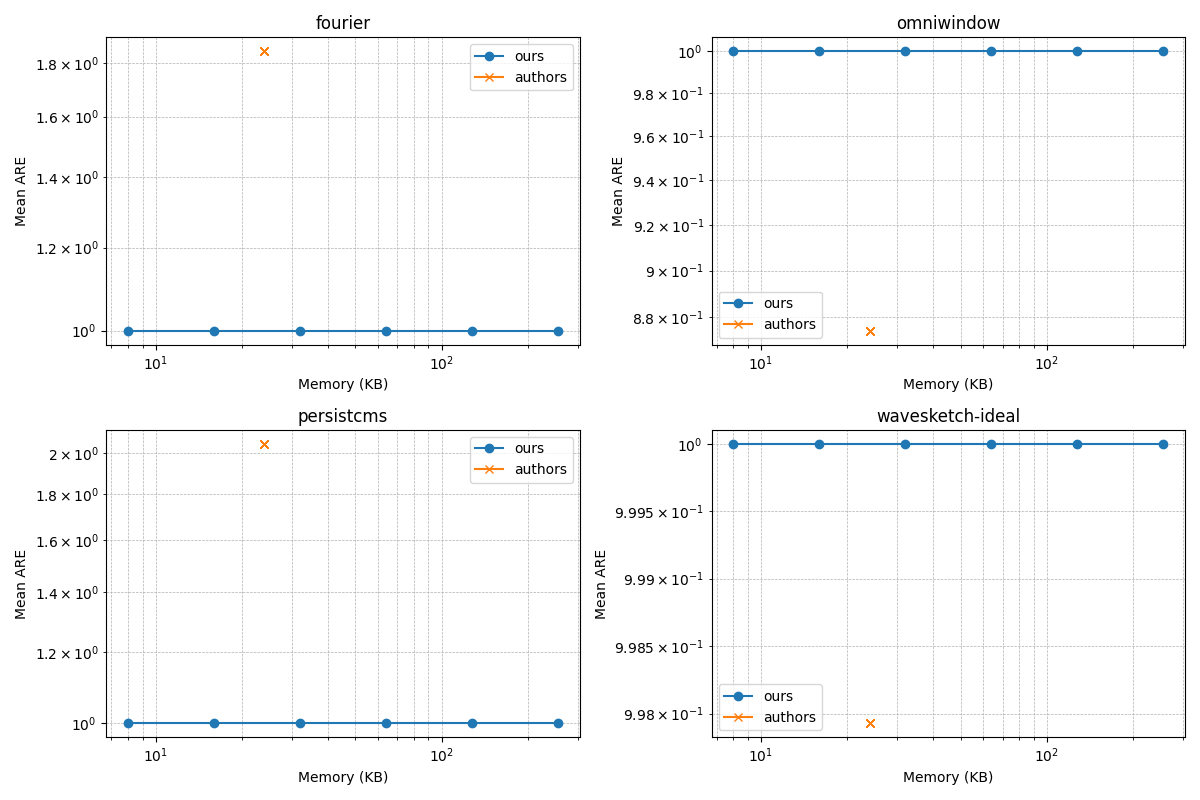 fourier
Mean ARE
1.8 × 10⁰
1.6 × 10⁰
1.4 × 10⁰
1.2 × 10⁰
10⁰
ours
authors
10¹
10²
Memory (KB)
omniwindow
Mean ARE
10⁰
9.8 × 10⁻¹
9.6 × 10⁻¹
9.4 × 10⁻¹
9.2 × 10⁻¹
9 × 10⁻¹
8.8 × 10⁻¹
ours
authors
10¹
10²
Memory (KB)
persistcms
Mean ARE
2 × 10⁰
1.8 × 10⁰
1.6 × 10⁰
1.4 × 10⁰
1.2 × 10⁰
10⁰
ours
authors
10¹
10²
Memory (KB)
wavesketch-ideal
Mean ARE
10⁰
9.995 × 10⁻¹
9.99 × 10⁻¹
9.985 × 10⁻¹
9.98 × 10⁻¹
ours
authors
10¹
10²
Memory (KB)